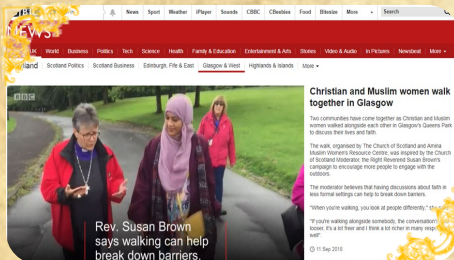 BBC
News Sport Weather iPlayer Sounds CBBC CBeebies Food Bitesize More Search
NEWS
UK World Business Politics Tech Science Health Family & Education Entertainment & Arts Stories Video & Audio In Pictures Newsbeat More
Scotland Politics Scotland Business Edinburgh, Fife & East Glasgow & West Highlands & Islands More
BBC
Rev. Susan Brown
says walking can help
break down barriers.
Christian and Muslim women walk
together in Glasgow
Two communities have come together as Christian and Muslim
women walked alongside each other in Glasgow's Queens Park
to discuss their lives and faith.
The walk, organised by The Church of Scotland and Amina
Muslim Women's Resource Centre, was inspired by the Church
of Scotland Moderator, the Right Reverend Susan Brown's
campaign to encourage more people to engage with the
outdoors.
The moderator believes that having discussions about faith in
less formal settings can help to break down barriers.
"When you're walking, you look at people differently,"
"If you're walking alongside somebody, the conversation
looser, it's a lot freer and I think a lot richer in many
well".
11 Sep 2018